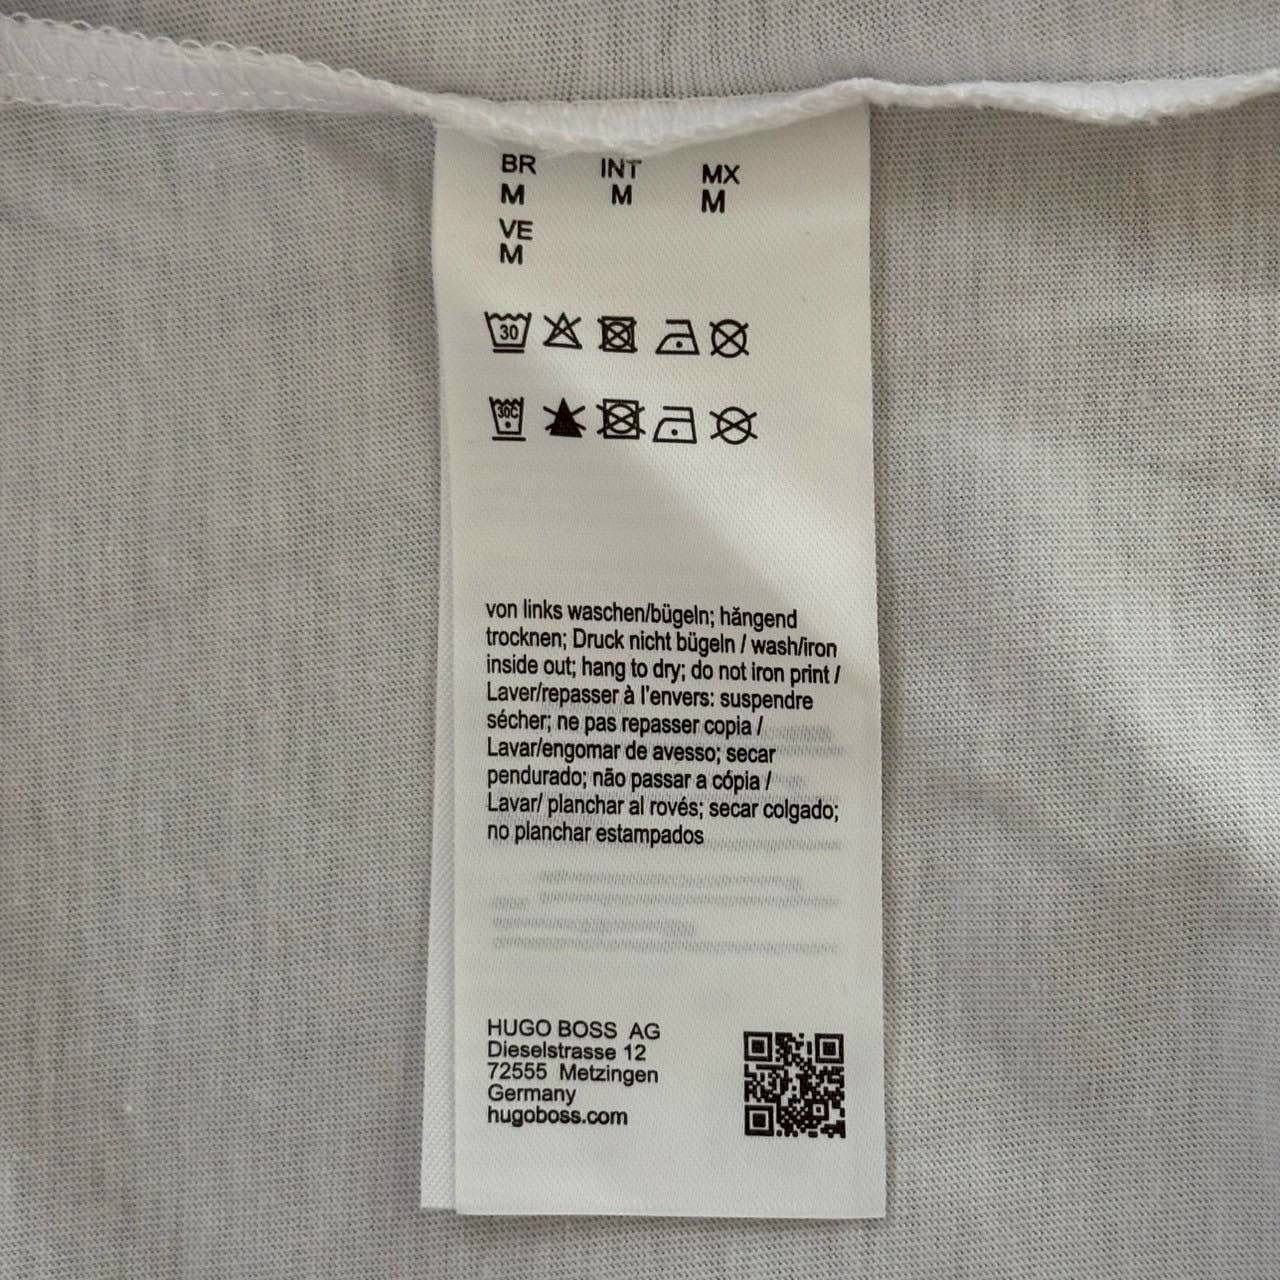 BR INT MX
M M M
VE
M
30
30C
von links waschen/bügeln; hăngend
trocknen; Druck nicht bügeln / wash/iron
inside out; hang to dry; do not iron print /
Laver/repasser à l'envers: suspendre
sécher; ne pas repasser copia /
Lavar/engomar de avesso; secar
pendurado; não passar a cópia /
Lavar/ planchar al rovés; secar colgado;
no planchar estampados
HUGO BOSS AG
Dieselstrasse 12
72555 Metzingen
Germany
hugoboss.com